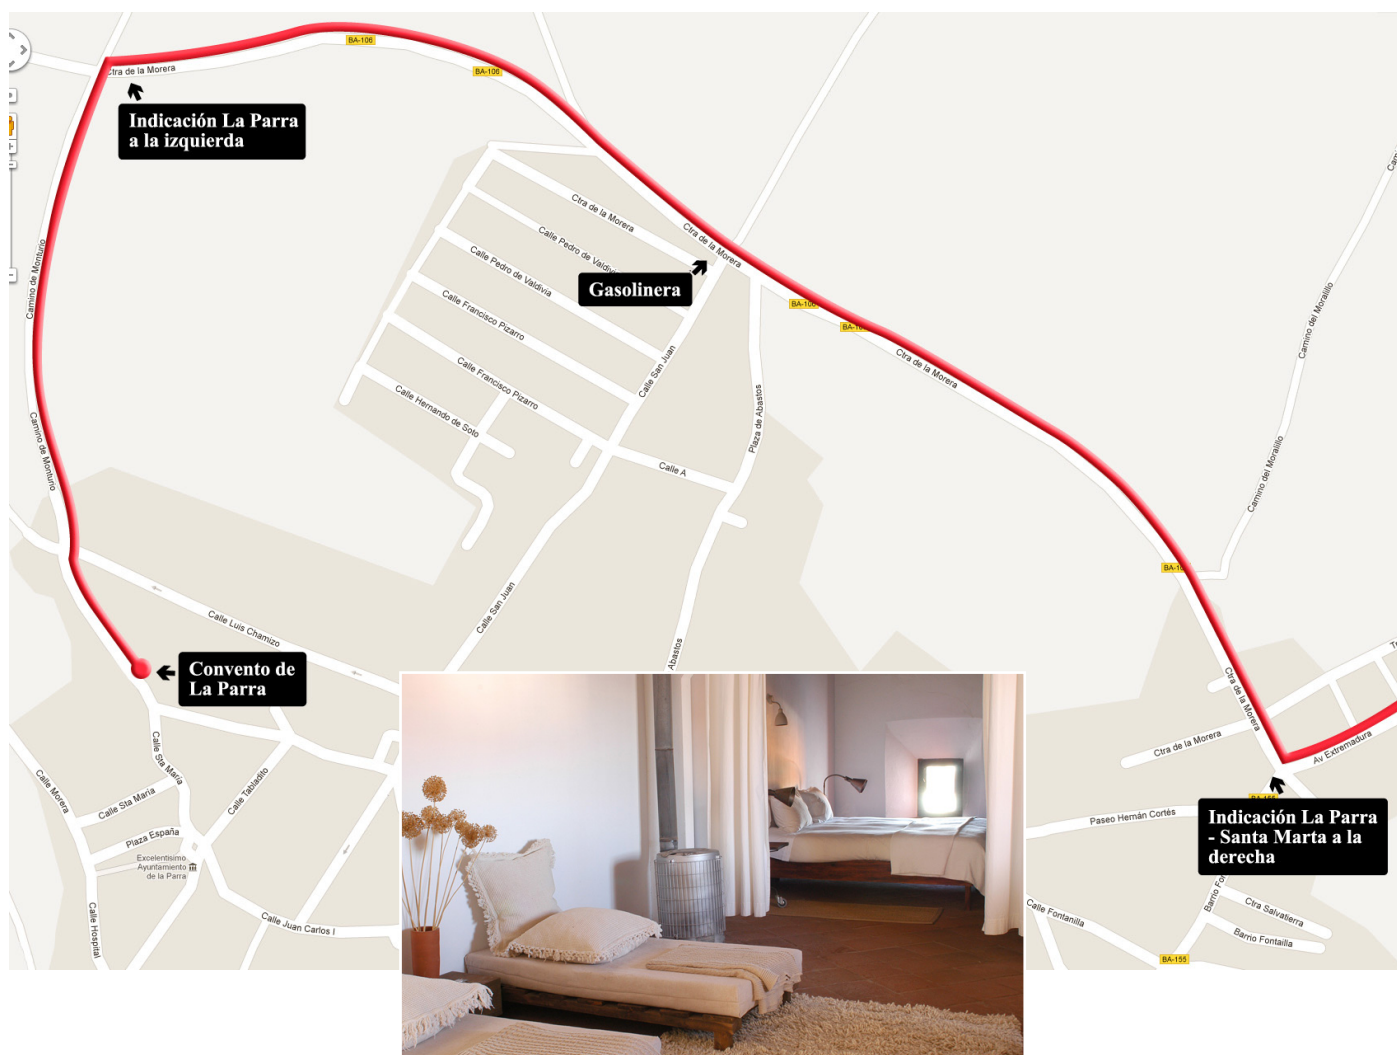 BA-106
Ctra de la Morera
BA-106
Indicación La Parra
a la izquierda
Ctra de la Morera
Ctra de la Morera
Calle Pedro de Valdivia
Camino de Monturio
Calle Pedro de Valdivia
Gasolinera
Calle Francisco Pizarro
BA-106
Camino del Moralillo
Ctra de la Morera
Calle San Juan
Calle Francisco Pizarro
Calle Hernando de Soto
Plaza de Abastos
Camino de Monturio
Calle A
Camino del Moralillo
Calle San Juan
Calle Luis Chamizo
Abastos
Convento de
La Parra
Ctra de la Morera
Ctra de la Morera
Av Extremadura
Calle Sta María
Calle Morera
Calle Sta María
Calle Tabladito
Plaza España
Excelentísimo
Ayuntamiento
de la Parra
Paseo Hernán Cortés
Indicación La Parra
- Santa Marta a la
derecha
Calle Hospital
Calle Juan Carlos I
Calle Fontanilla
Ctra Salvatierra
Barrio Fontailla
BA-155